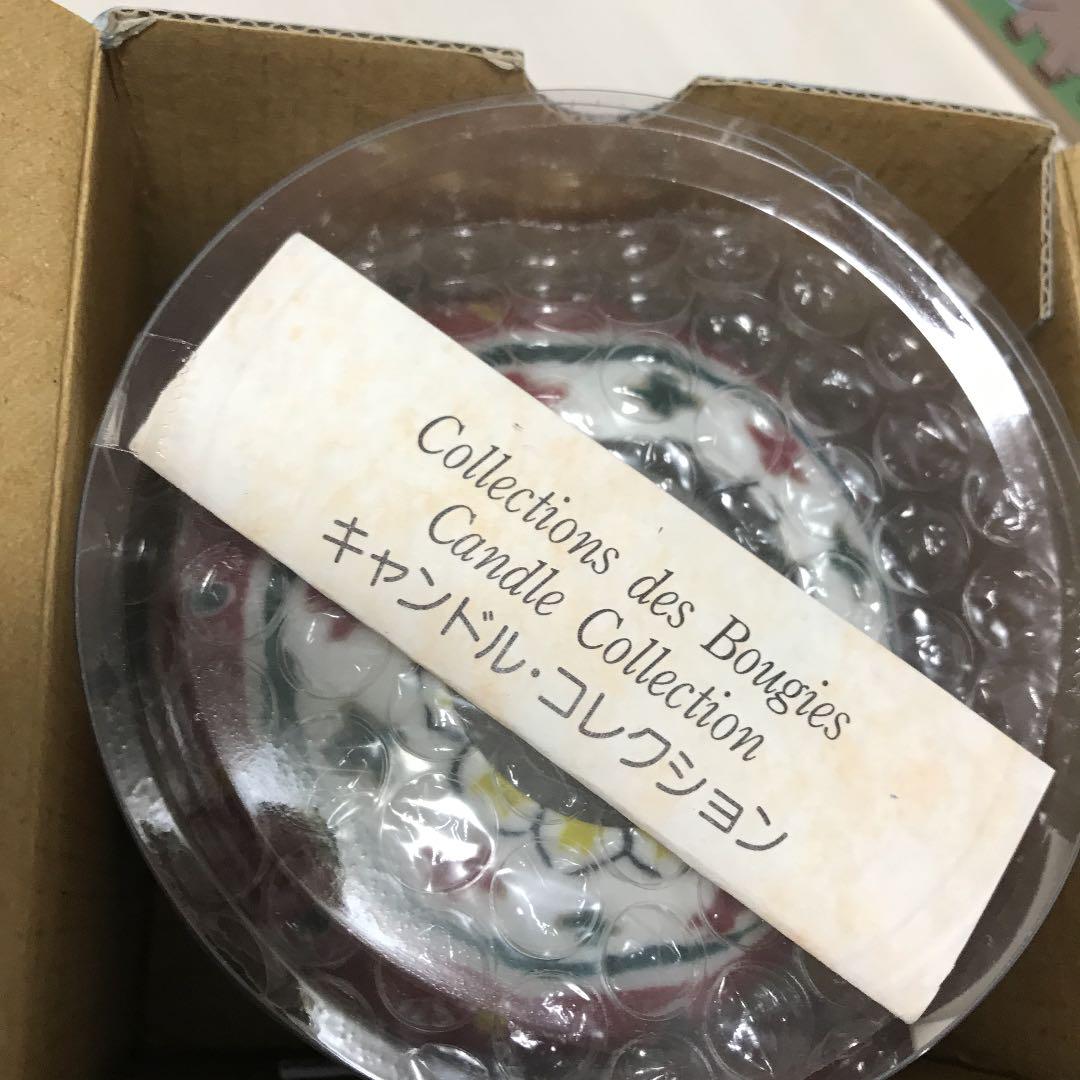 Collections des Bougies
Candle Collection
キャンドル・コレクション